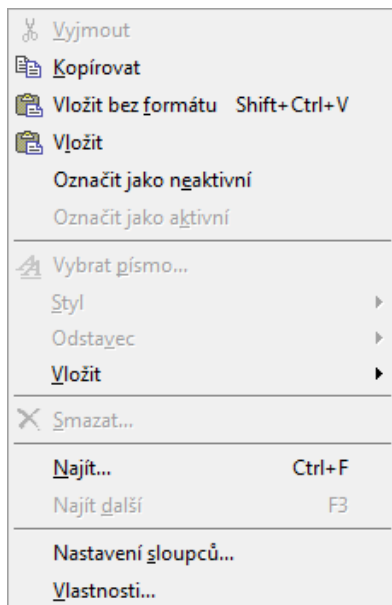 Vyjmout
Kopírovat
Vložit bez formátu Shift+Ctrl+V
Vložit
Označit jako neaktivní
Označit jako aktivní
Vybrat písmo...
Styl
Odstavec
Vložit
Smazat...
Najít... Ctrl+F
Najít další F3
Nastavení sloupců...
Vlastnosti...